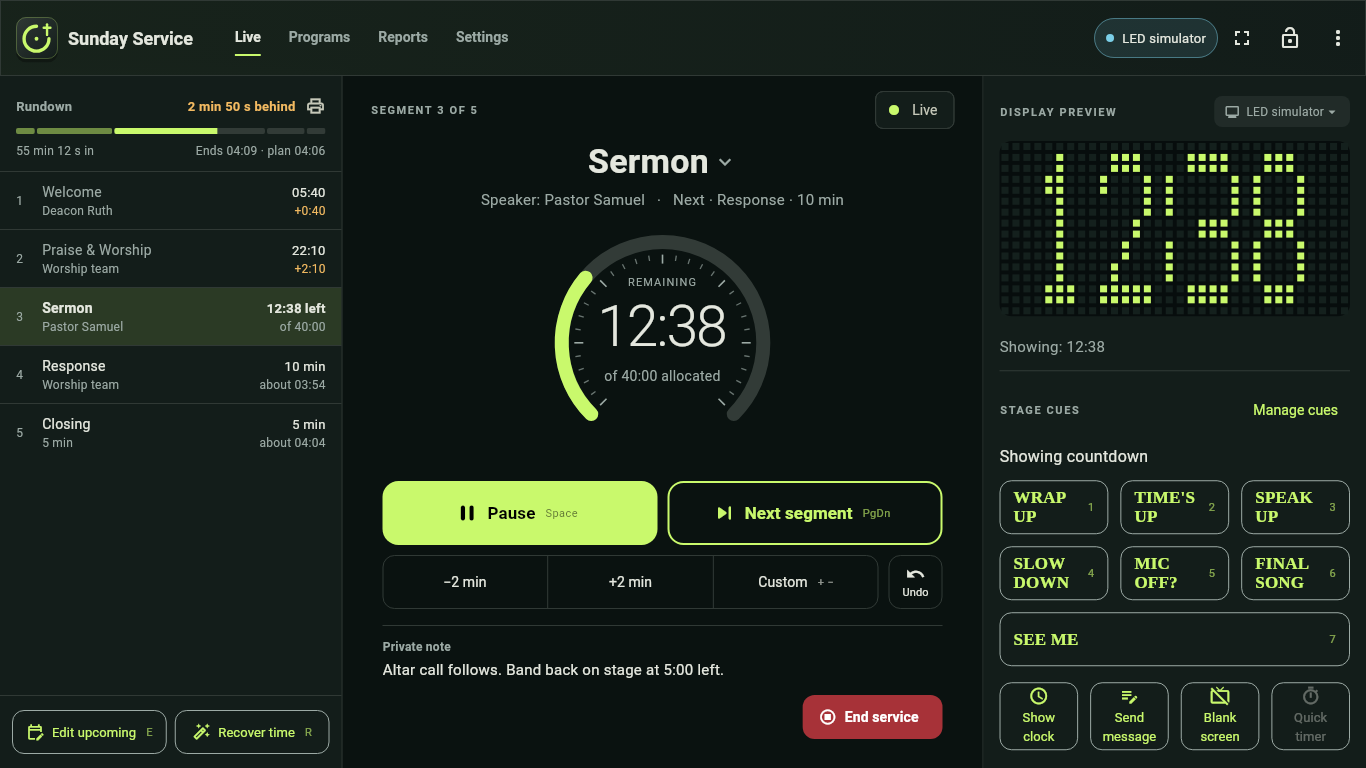 Sunday Service
Live
Programs
Reports
Settings
LED simulator
Rundown
2 min 50 s behind
55 min 12 s in
Ends 04:09 · plan 04:06
1
Welcome
05:40
Deacon Ruth
+0:40
2
Praise & Worship
22:10
Worship team
+2:10
3
Sermon
12:38 left
Pastor Samuel
of 40:00
4
Response
10 min
Worship team
about 03:54
5
Closing
5 min
5 min
about 04:04
Edit upcoming E
Recover time R
SEGMENT 3 OF 5
Live
Sermon
Speaker: Pastor Samuel · Next · Response · 10 min
REMAINING
12:38
of 40:00 allocated
Pause Space
Next segment PgDn
−2 min
+2 min
Custom + −
Undo
Private note
Altar call follows. Band back on stage at 5:00 left.
End service
DISPLAY PREVIEW
LED simulator
12:38
Showing: 12:38
STAGE CUES
Manage cues
Showing countdown
WRAP
UP
1
TIME'S
UP
2
SPEAK
UP
3
SLOW
DOWN
4
MIC
OFF?
5
FINAL
SONG
6
SEE ME
7
Show
clock
Send
message
Blank
screen
Quick
timer